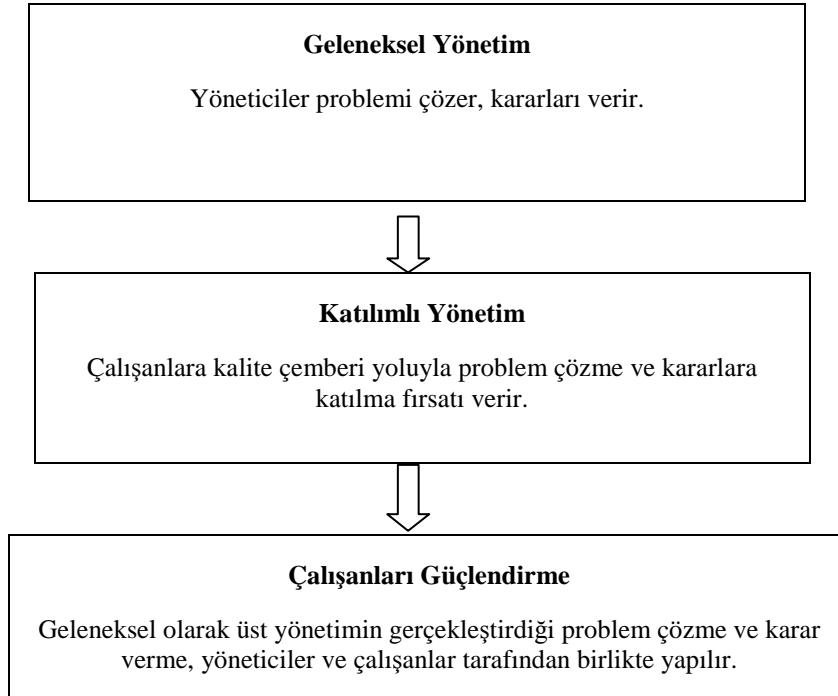 Geleneksel Yönetim
Yöneticiler problemi çözer, kararları verir.
Katılımlı Yönetim
Çalışanlara kalite çemberi yoluyla problem çözme ve kararlara
katılma fırsatı verir.
Çalışanları Güçlendirme
Geleneksel olarak üst yönetimin gerçekleştirdiği problem çözme ve karar
verme, yöneticiler ve çalışanlar tarafından birlikte yapılır.